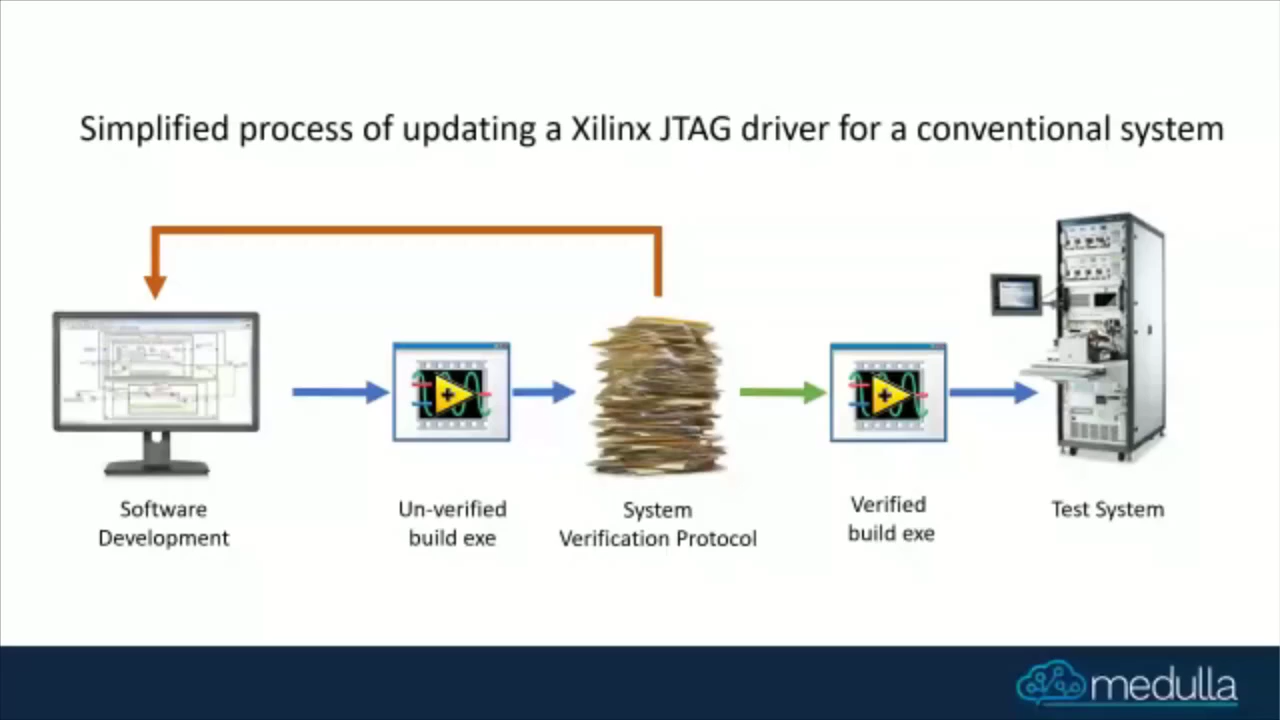 Simplified process of updating a Xilinx JTAG driver for a conventional system
Software
Development
Un-verified
build exe
System
Verification Protocol
Verified
build exe
Test System
medulla